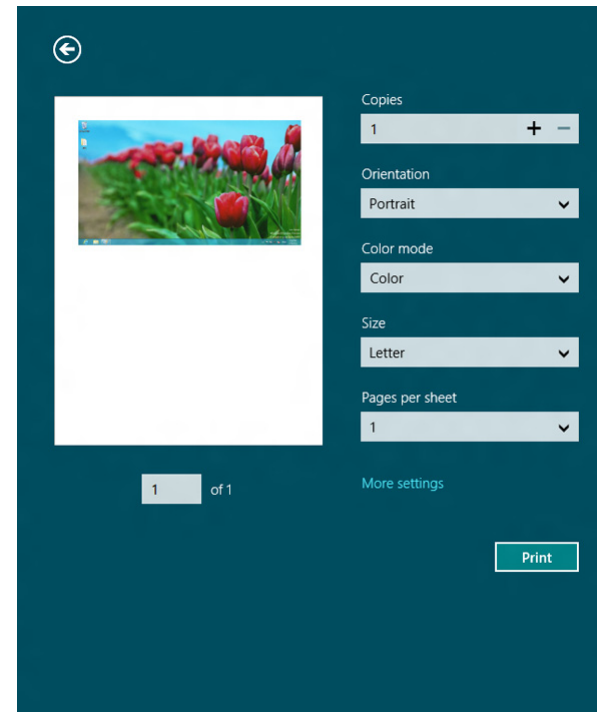 Copies
1
Orientation
Portrait
Color mode
Color
Size
Letter
Pages per sheet
1
1 of 1
More settings
Print